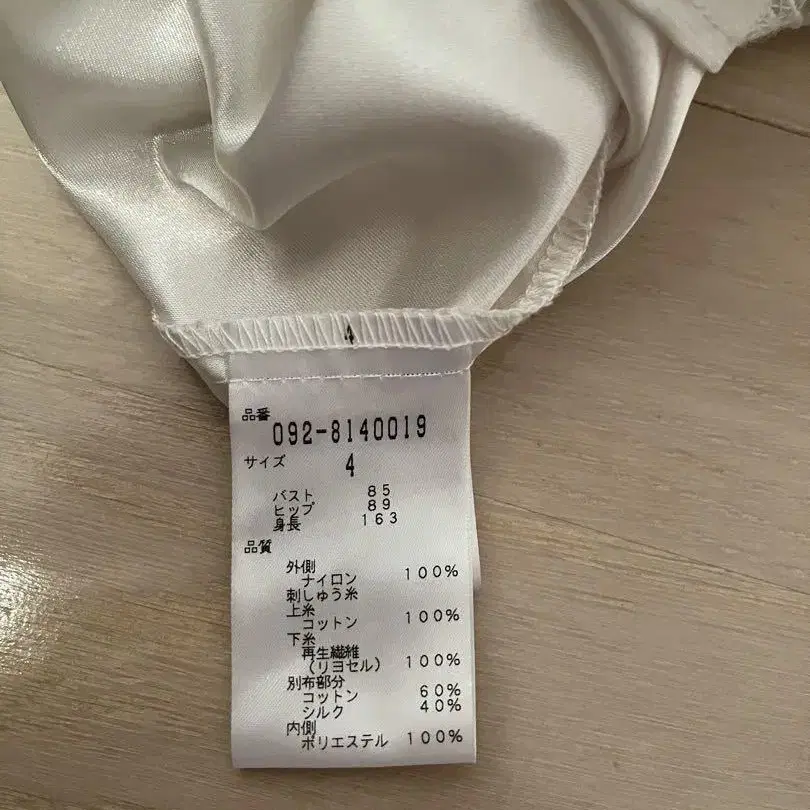 4
品番
092-8140019
サイズ 4
バスト 85
ヒップ 89
身長 163
品質
外側
ナイロン 100%
刺しゅう糸
上糸
コットン 100%
下糸
再生繊維
(リヨセル) 100%
別布部分
コットン 60%
シルク 40%
内側
ポリエステル 100%